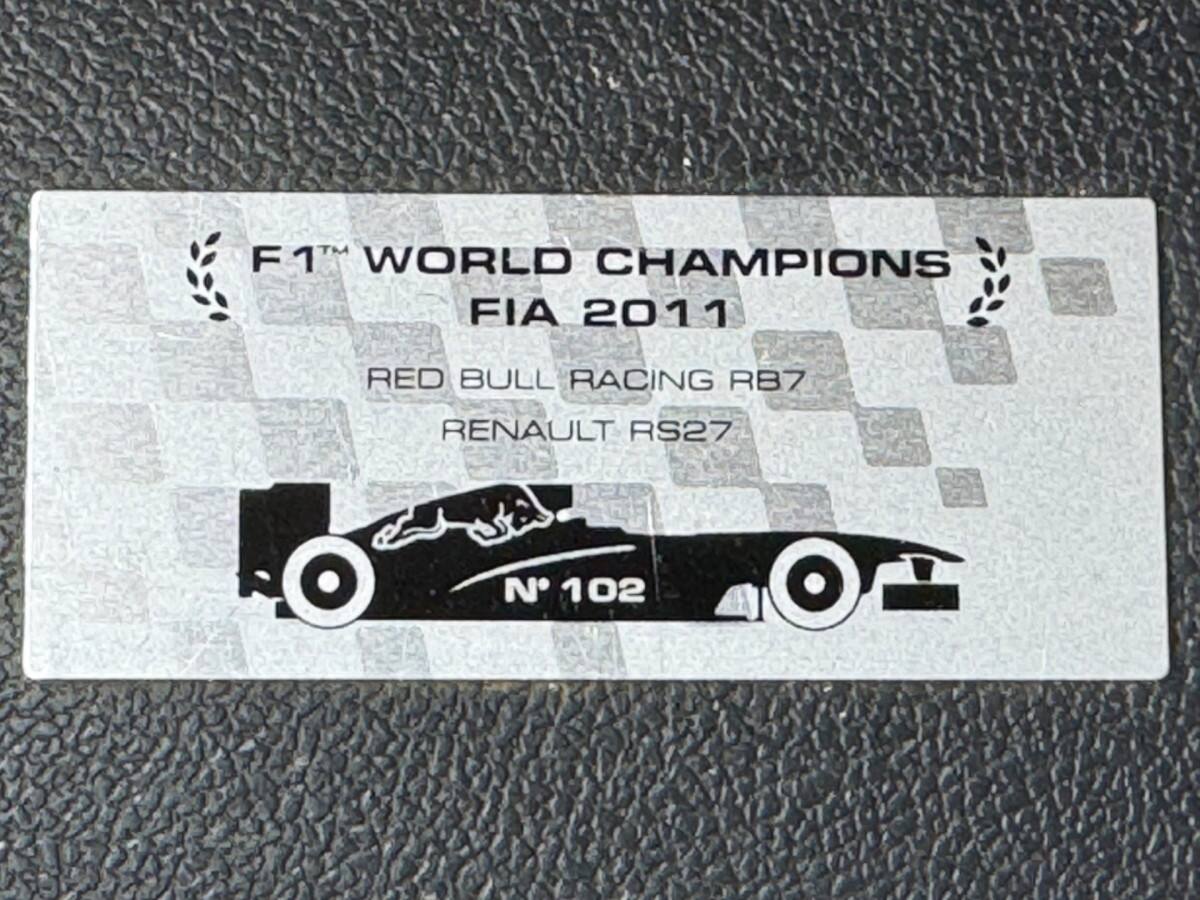 F1™ WORLD CHAMPIONS
FIA 2011
RED BULL RACING RB7
RENAULT RS27
N° 102